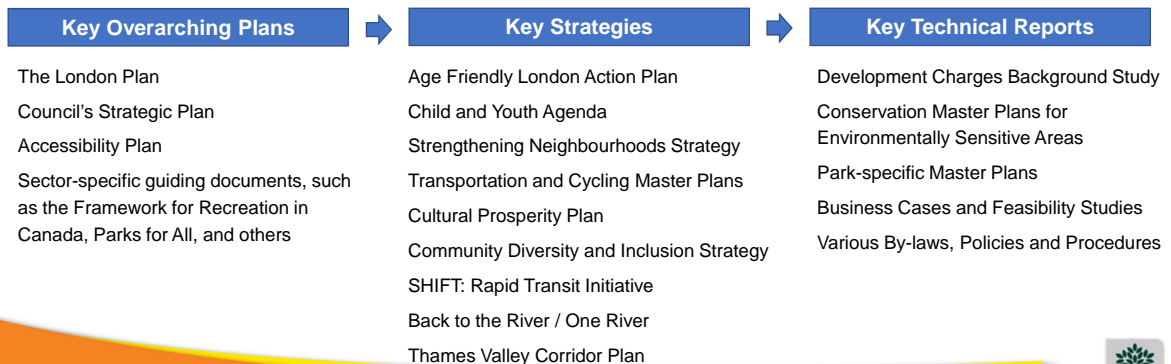 Key Overarching Plans
The London Plan
Council's Strategic Plan
Accessibility Plan
Sector-specific guiding documents, such
as the Framework for Recreation in
Canada, Parks for All, and others
Key Strategies
Age Friendly London Action Plan
Child and Youth Agenda
Strengthening Neighbourhoods Strategy
Transportation and Cycling Master Plans
Cultural Prosperity Plan
Community Diversity and Inclusion Strategy
SHIFT: Rapid Transit Initiative
Back to the River / One River
Thames Valley Corridor Plan
Key Technical Reports
Development Charges Background Study
Conservation Master Plans for
Environmentally Sensitive Areas
Park-specific Master Plans
Business Cases and Feasibility Studies
Various By-laws, Policies and Procedures